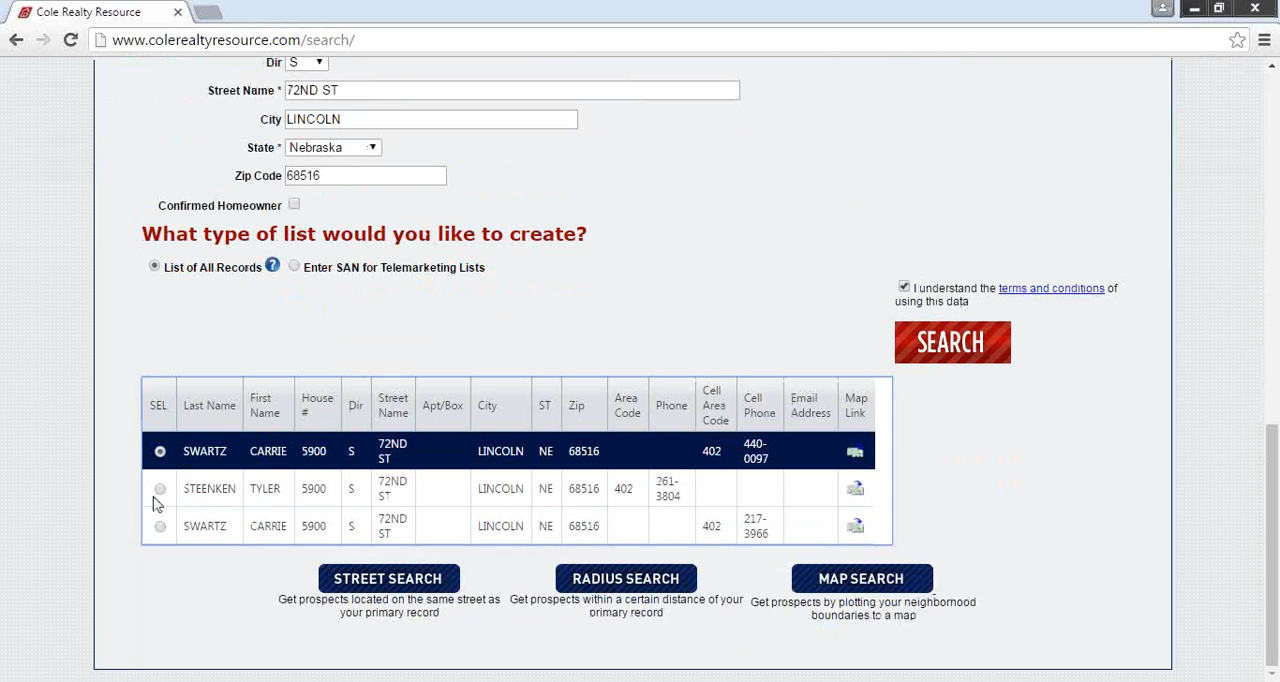 Cole Realty Resource
www.colerealtyresource.com/search/
Dir S
Street Name * 72ND ST
City LINCOLN
State * Nebraska
Zip Code 68516
Confirmed Homeowner
What type of list would you like to create?
List of All Records ? Enter SAN for Telemarketing Lists
I understand the terms and conditions of
using this data
SEARCH
SEL Last Name First Name House # Dir Street Name Apt/Box City ST Zip Area Code Phone Cell Area Code Cell Phone Email Address Map Link
SWARTZ CARRIE 5900 S 72ND ST LINCOLN NE 68516 402 440-0097
STEENKEN TYLER 5900 S 72ND ST LINCOLN NE 68516 402 261-3804
SWARTZ CARRIE 5900 S 72ND ST LINCOLN NE 68516 402 217-3966
STREET SEARCH RADIUS SEARCH MAP SEARCH
Get prospects located on the same street as
your primary record
Get prospects within a certain distance of your
primary record
Get prospects by plotting your neighborhood
boundaries to a map